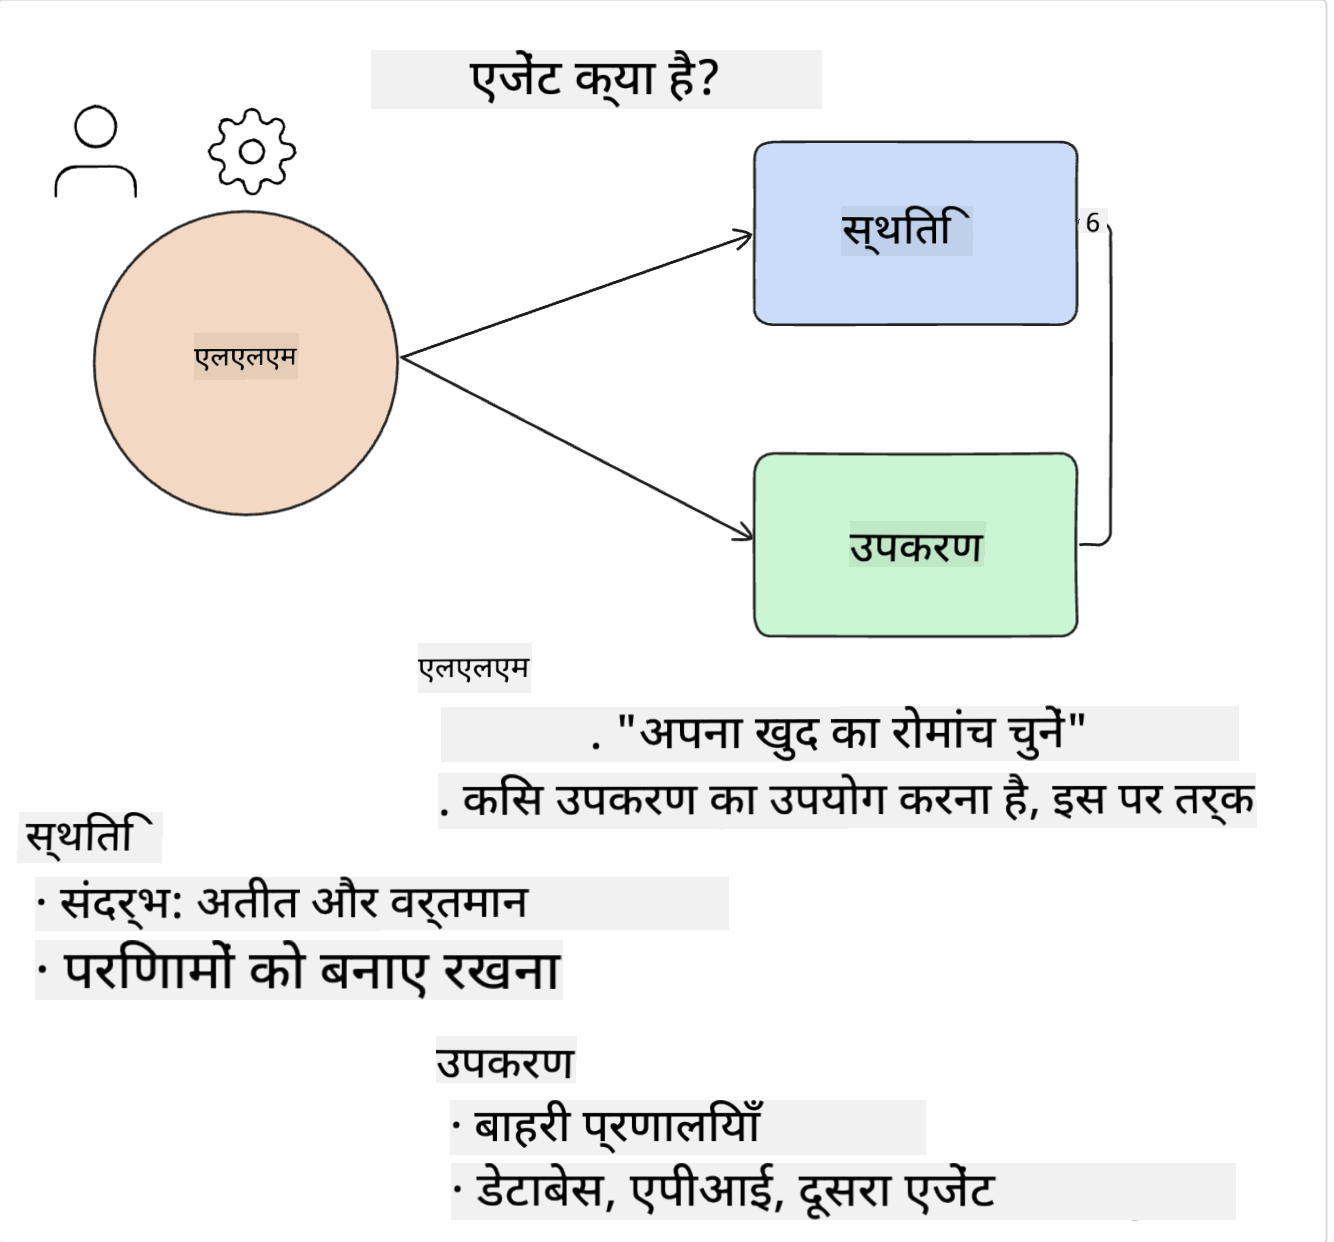 एजेंट क्या है?
स्थिति
6
एलएलएम
उपकरण
एलएलएम
. "अपना खुद का रोमांच चुनें"
. किस उपकरण का उपयोग करना है, इस पर तर्क
स्थिति
· संदर्भ: अतीत और वर्तमान
· परिणामों को बनाए रखना
उपकरण
· बाहरी प्रणालियाँ
· डेटाबेस, एपीआई, दूसरा एजेंट